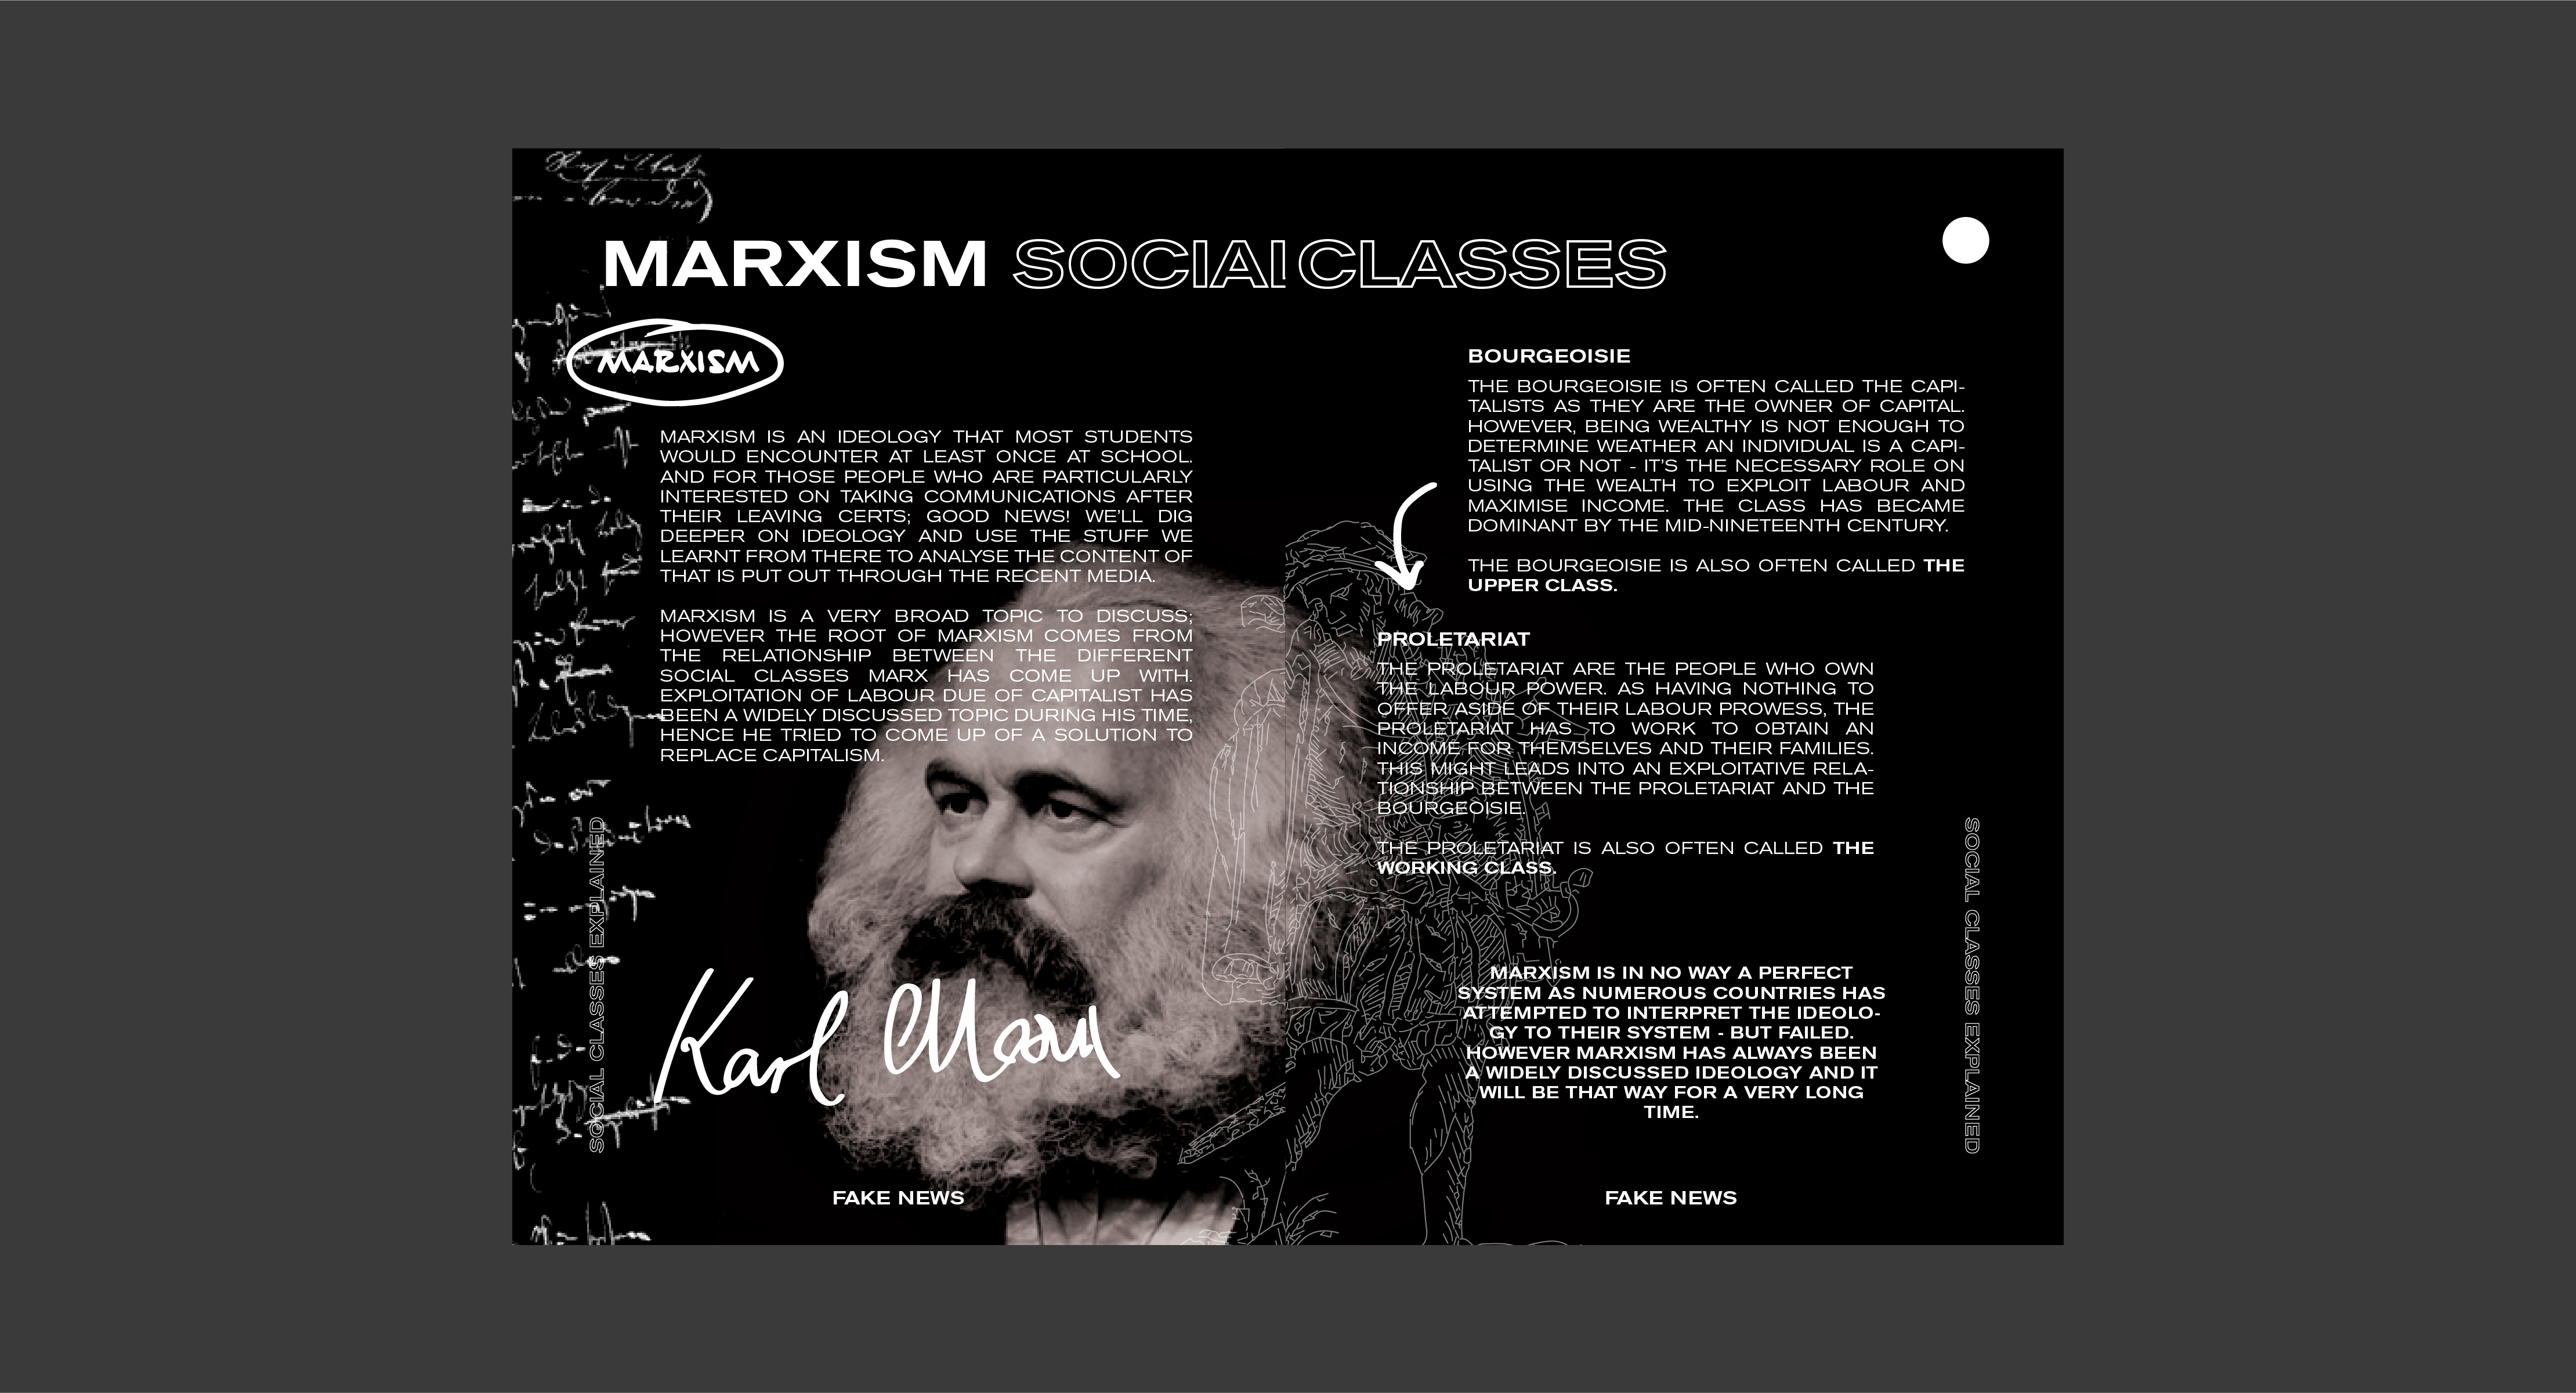 MARXISM SOCIAL CLASSES
MARXISM
MARXISM IS AN IDEOLOGY THAT MOST STUDENTS
WOULD ENCOUNTER AT LEAST ONCE AT SCHOOL.
AND FOR THOSE PEOPLE WHO ARE PARTICULARLY
INTERESTED ON TAKING COMMUNICATIONS AFTER
THEIR LEAVING CERTS; GOOD NEWS! WE'LL DIG
DEEPER ON IDEOLOGY AND USE THE STUFF WE
LEARNT FROM THERE TO ANALYSE THE CONTENT OF
THAT IS PUT OUT THROUGH THE RECENT MEDIA.
MARXISM IS A VERY BROAD TOPIC TO DISCUSS;
HOWEVER THE ROOT OF MARXISM COMES FROM
THE RELATIONSHIP BETWEEN THE DIFFERENT
SOCIAL CLASSES MARX HAS COME UP WITH.
EXPLOITATION OF LABOUR DUE OF CAPITALIST HAS
BEEN A WIDELY DISCUSSED TOPIC DURING HIS TIME,
HENCE HE TRIED TO COME UP OF A SOLUTION TO
REPLACE CAPITALISM.
SOCIAL CLASSES EXPLAINED
Karl Marx
FAKE NEWS
BOURGEOISIE
THE BOURGEOISIE IS OFTEN CALLED THE CAPI-
TALISTS AS THEY ARE THE OWNER OF CAPITAL.
HOWEVER, BEING WEALTHY IS NOT ENOUGH TO
DETERMINE WEATHER AN INDIVIDUAL IS A CAPI-
TALIST OR NOT - IT'S THE NECESSARY ROLE ON
USING THE WEALTH TO EXPLOIT LABOUR AND
MAXIMISE INCOME. THE CLASS HAS BECAME
DOMINANT BY THE MID-NINETEENTH CENTURY.
THE BOURGEOISIE IS ALSO OFTEN CALLED THE
UPPER CLASS.
PROLETARIAT
THE PROLETARIAT ARE THE PEOPLE WHO OWN
THE LABOUR POWER. AS HAVING NOTHING TO
OFFER ASIDE OF THEIR LABOUR PROWESS, THE
PROLETARIAT HAS TO WORK TO OBTAIN AN
INCOME FOR THEMSELVES AND THEIR FAMILIES.
THIS MIGHT LEADS INTO AN EXPLOITATIVE RELA-
TIONSHIP BETWEEN THE PROLETARIAT AND THE
BOURGEOISIE.
THE PROLETARIAT IS ALSO OFTEN CALLED THE
WORKING CLASS.
MARXISM IS IN NO WAY A PERFECT
SYSTEM AS NUMEROUS COUNTRIES HAS
ATTEMPTED TO INTERPRET THE IDEOLO-
GY TO THEIR SYSTEM - BUT FAILED.
HOWEVER MARXISM HAS ALWAYS BEEN
A WIDELY DISCUSSED IDEOLOGY AND IT
WILL BE THAT WAY FOR A VERY LONG
TIME.
SOCIAL CLASSES EXPLAINED
FAKE NEWS